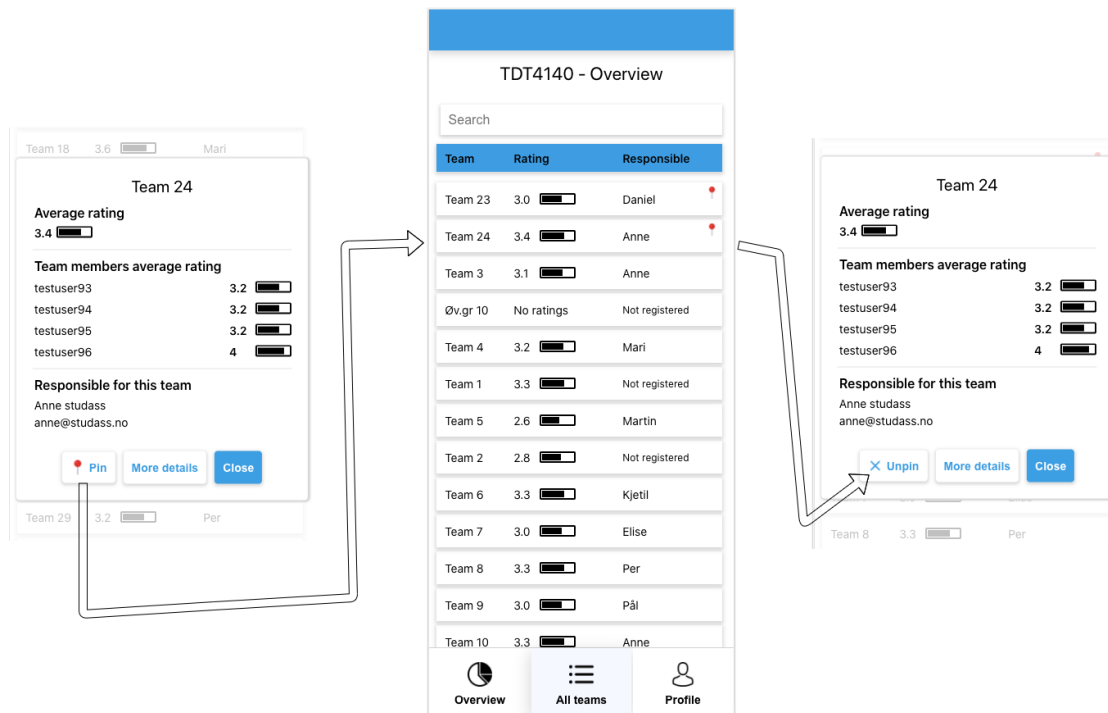 Team 18 3.6 Mari
Team 24
Average rating
3.4
Team members average rating
testuser93 3.2
testuser94 3.2
testuser95 3.2
testuser96 4
Responsible for this team
Anne studass
anne@studass.no
Pin More details Close
Team 29 3.2 Per
TDT4140 - Overview
Search
Team Rating Responsible
Team 23 3.0 Daniel
Team 24 3.4 Anne
Team 3 3.1 Anne
Øv.gr 10 No ratings Not registered
Team 4 3.2 Mari
Team 1 3.3 Not registered
Team 5 2.6 Martin
Team 2 2.8 Not registered
Team 6 3.3 Kjetil
Team 7 3.0 Elise
Team 8 3.3 Per
Team 9 3.0 Pål
Team 10 3.3 Anne
Overview All teams Profile
Team 24
Average rating
3.4
Team members average rating
testuser93 3.2
testuser94 3.2
testuser95 3.2
testuser96 4
Responsible for this team
Anne studass
anne@studass.no
Unpin More details Close
Team 8 3.3 Per